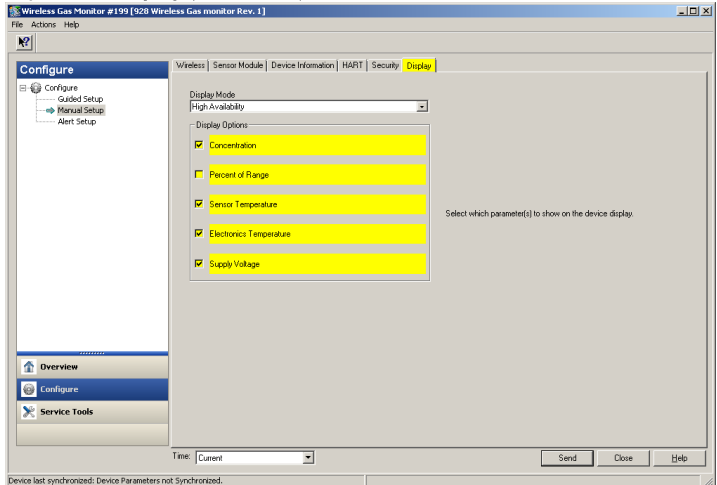 Wireless Gas Monitor #199 [928 Wireless Gas monitor Rev. 1]
File Actions Help
Configure
Configure
Guided Setup
Manual Setup
Alert Setup
Overview
Configure
Service Tools
Wireless Sensor Module Device Information HART Security Display
Display Mode
High Availability
Display Options
Concentration
Percent of Range
Sensor Temperature
Electronics Temperature
Supply Voltage
Select which parameter(s) to show on the device display.
Time: Current
Send Close Help
Device last synchronized: Device Parameters not Synchronized.